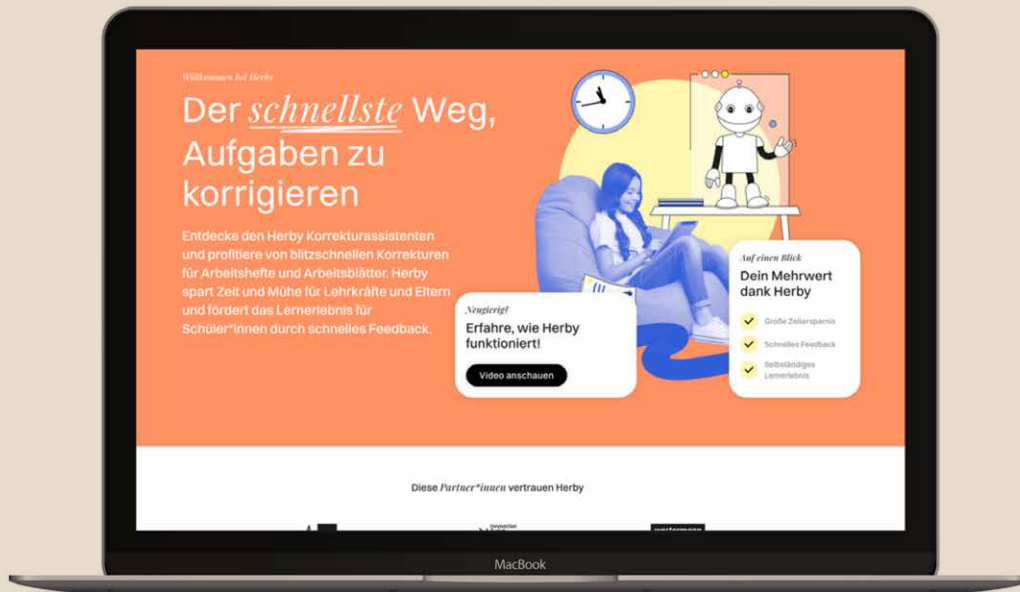 Willkommen bei Herby
Der schnellste Weg,
Aufgaben zu
korrigieren
Entdecke den Herby Korrekturassistenten
und profitiere von blitzschnellen Korrekturen
für Arbeitshefte und Arbeitsblätter. Herby
spart Zeit und Mühe für Lehrkräfte und Eltern
und fördert das Lernerlebnis für
Schüler*innen durch schnelles Feedback.
Neugierig?
Erfahre, wie Herby
funktioniert!
Video anschauen
Auf einen Blick
Dein Mehrwert
dank Herby
Große Zeitersparnis
Schnelles Feedback
Selbständiges
Lernerlebnis
Diese Partner*innen vertrauen Herby
westermann
MacBook